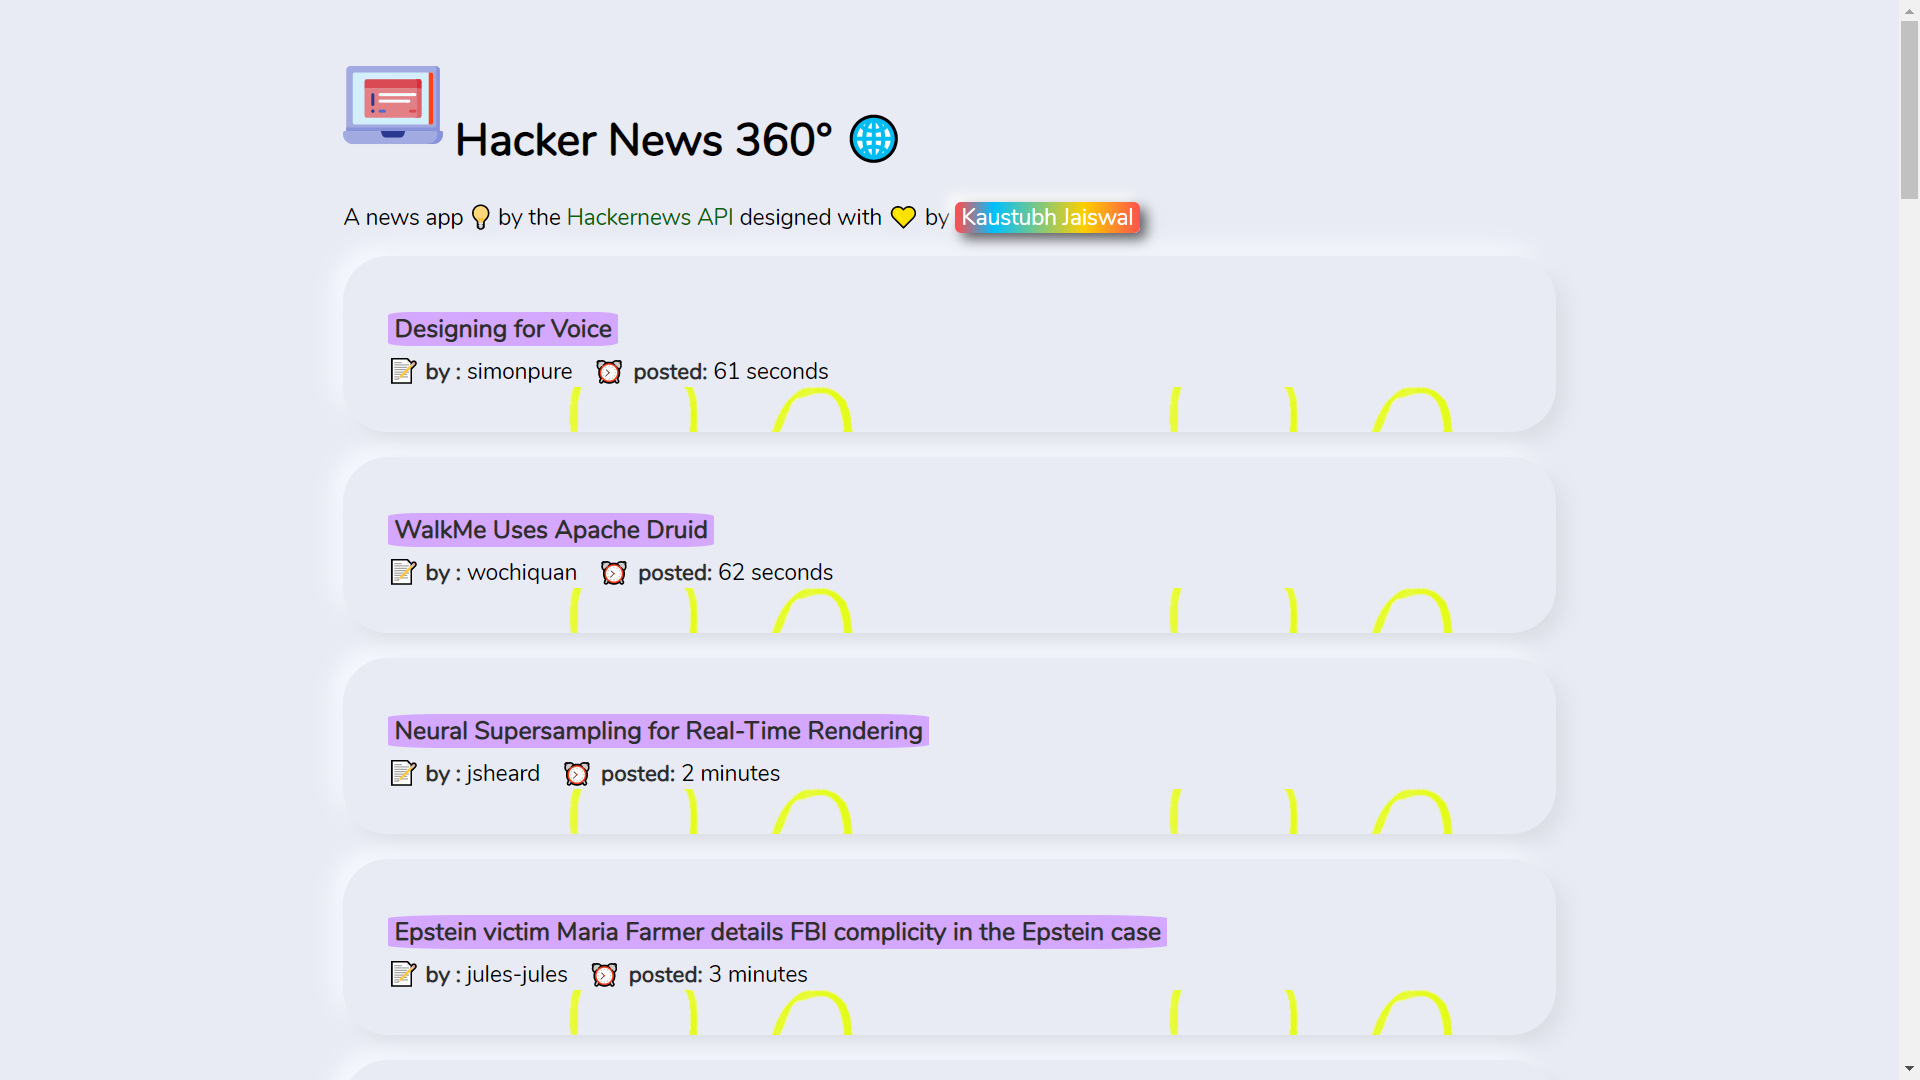 Hacker News 360°
A news app by the Hackernews API designed with by Kaustubh Jaiswal
Designing for Voice
by : simonpure posted: 61 seconds
WalkMe Uses Apache Druid
by : wochiquan posted: 62 seconds
Neural Supersampling for Real-Time Rendering
by : jsheard posted: 2 minutes
Epstein victim Maria Farmer details FBI complicity in the Epstein case
by : jules-jules posted: 3 minutes